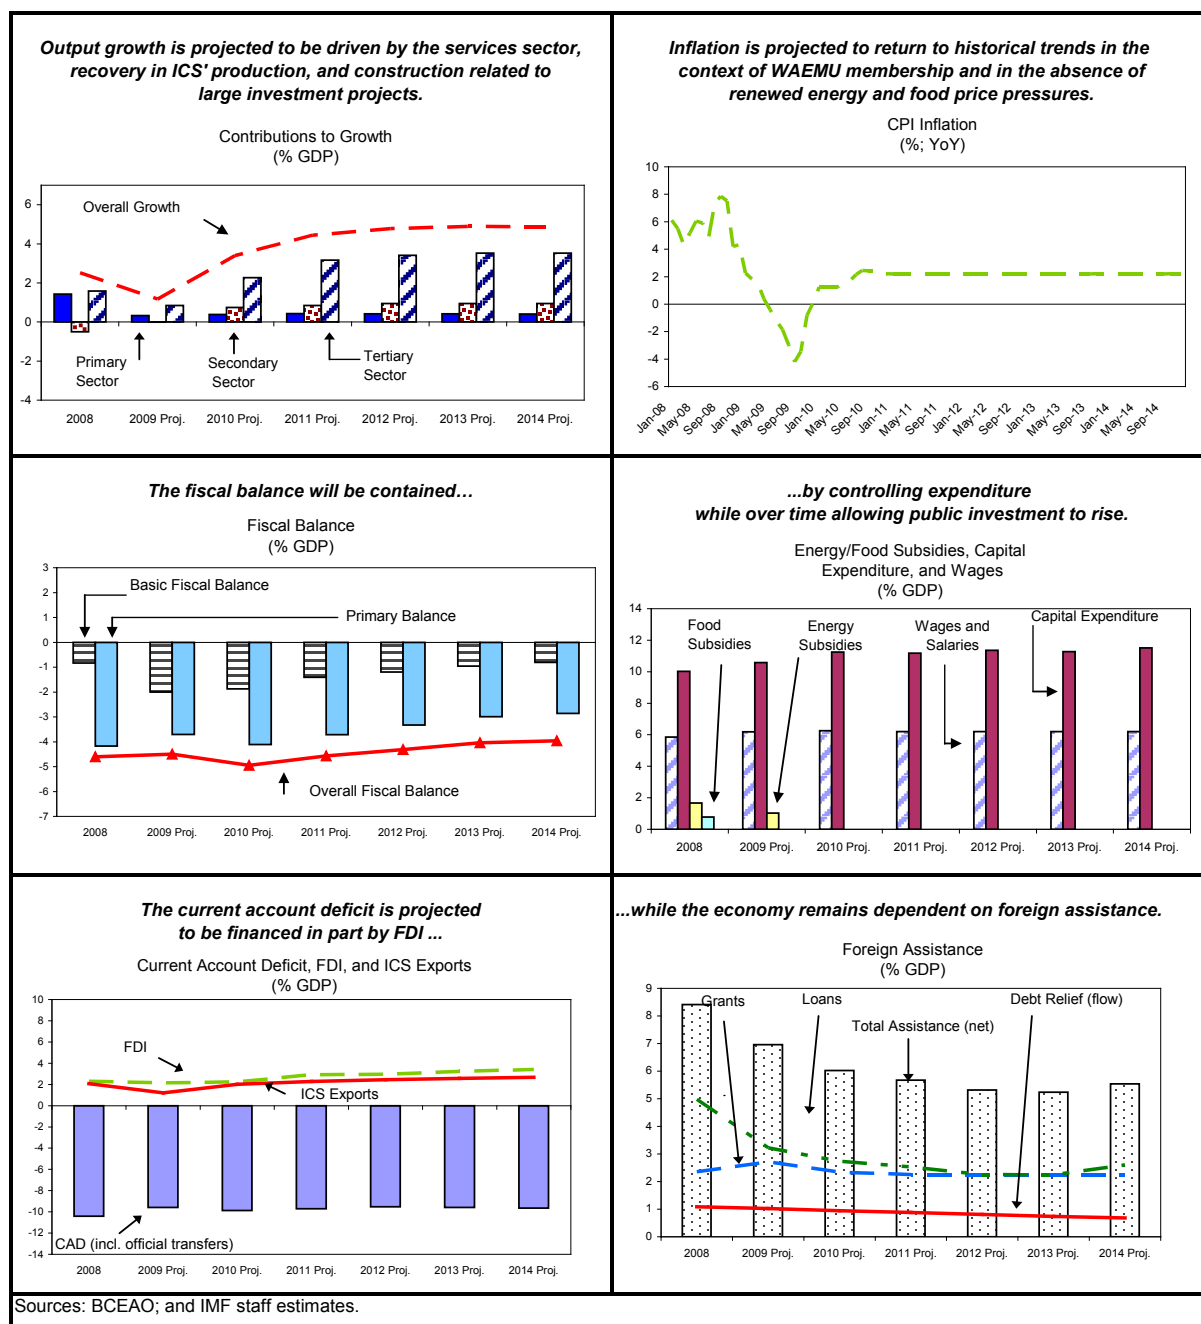 Output growth is projected to be driven by the services sector,
recovery in ICS' production, and construction related to
large investment projects.
Contributions to Growth
(% GDP)
6
4
2
0
-2
-4
Overall Growth
Primary
Sector
Secondary
Sector
Tertiary
Sector
2008
2009 Proj.
2010 Proj.
2011 Proj.
2012 Proj.
2013 Proj.
2014 Proj.
Inflation is projected to return to historical trends in the
context of WAEMU membership and in the absence of
renewed energy and food price pressures.
CPI Inflation
(%; YoY)
10
8
6
4
2
0
-2
-4
-6
Jan-08
May-08
Sep-08
Jan-09
May-09
Sep-09
Jan-10
May-10
Sep-10
Jan-11
May-11
Sep-11
Jan-12
May-12
Sep-12
Jan-13
May-13
Sep-13
Jan-14
May-14
Sep-14
The fiscal balance will be contained…
Fiscal Balance
(% GDP)
3
2
1
0
-1
-2
-3
-4
-5
-6
-7
Basic Fiscal Balance
Primary Balance
Overall Fiscal Balance
2008
2009 Proj.
2010 Proj.
2011 Proj.
2012 Proj.
2013 Proj.
2014 Proj.
...by controlling expenditure
while over time allowing public investment to rise.
Energy/Food Subsidies, Capital
Expenditure, and Wages
(% GDP)
14
12
10
8
6
4
2
0
Food
Subsidies
Energy
Subsidies
Wages and
Salaries
Capital Expenditure
2008
2009 Proj.
2010 Proj.
2011 Proj.
2012 Proj.
2013 Proj.
2014 Proj.
The current account deficit is projected
to be financed in part by FDI ...
Current Account Deficit, FDI, and ICS Exports
(% GDP)
10
8
6
4
2
0
-2
-4
-6
-8
-10
-12
-14
FDI
ICS Exports
CAD (incl. official transfers)
2008
2009 Proj.
2010 Proj.
2011 Proj.
2012 Proj.
2013 Proj.
2014 Proj.
...while the economy remains dependent on foreign assistance.
Foreign Assistance
(% GDP)
9
8
7
6
5
4
3
2
1
0
Grants
Loans
Debt Relief (flow)
Total Assistance (net)
2008
2009 Proj.
2010 Proj.
2011 Proj.
2012 Proj.
2013 Proj.
2014 Proj.
Sources: BCEAO; and IMF staff estimates.